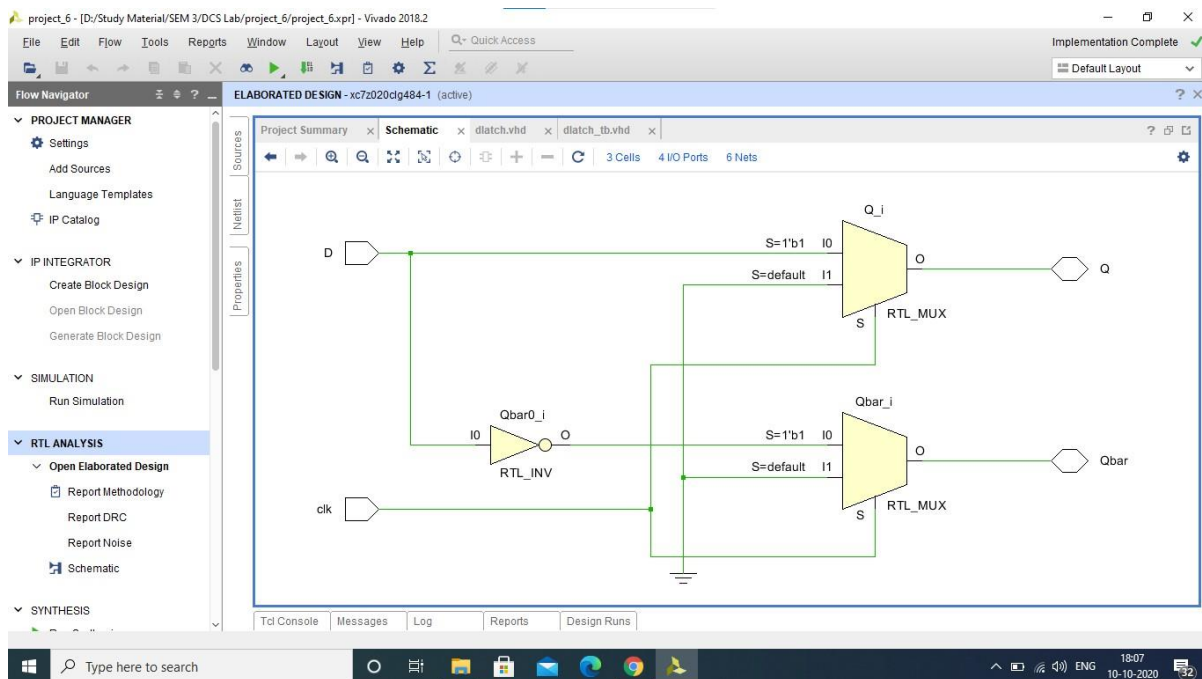 project_6 - [D:/Study Material/SEM 3/DCS Lab/project_6/project_6.xpr] - Vivado 2018.2
File Edit Flow Tools Reports Window Layout View Help Quick Access
Implementation Complete
Default Layout
Flow Navigator
PROJECT MANAGER
Settings
Add Sources
Language Templates
IP Catalog
IP INTEGRATOR
Create Block Design
Open Block Design
Generate Block Design
SIMULATION
Run Simulation
RTL ANALYSIS
Open Elaborated Design
Report Methodology
Report DRC
Report Noise
Schematic
SYNTHESIS
ELABORATED DESIGN - xc7z020clg484-1 (active)
Sources
Netlist
Properties
Project Summary Schematic dlatch.vhd dlatch_tb.vhd
3 Cells 4 I/O Ports 6 Nets
Q_i
D
S=1'b1 I0
S=default I1
O
Q
S
RTL_MUX
Qbar0_i
I0
O
RTL_INV
Qbar_i
S=1'b1 I0
S=default I1
O
Qbar
S
RTL_MUX
clk
Tcl Console Messages Log Reports Design Runs
Type here to search
ENG
18:07
10-10-2020
32